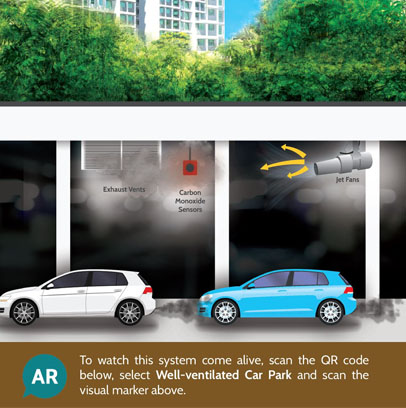 Exhaust Vents
Carbon
Monoxide
Sensors
Jet Fans
AR
To watch this system come alive, scan the QR code
below, select Well-ventilated Car Park and scan the
visual marker above.